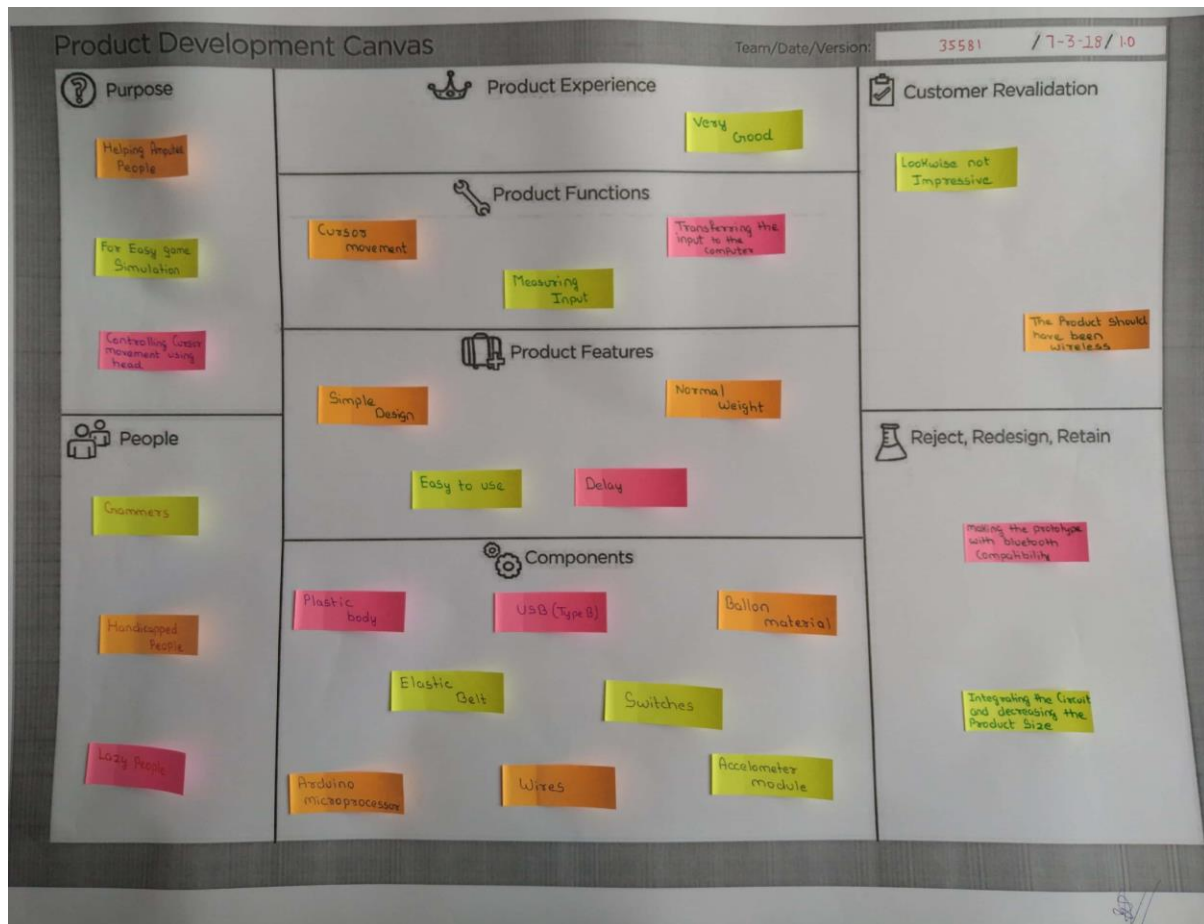 Product Development Canvas
Team/Date/Version:
35581 / 7-3-18 / 1.0
Purpose
Helping Amputee
People
For Easy game
Simulation
Controlling Cursor
movement using
head
People
Gammers
Handicapped
People
Lazy People
Product Experience
Very
Good
Product Functions
Cursor
movement
Measuring
Input
Transferring the
input to the
Computer
Product Features
Simple
Design
Normal
Weight
Easy to use
Delay
Components
Plastic
body
USB (Type B)
Ballon
material
Elastic
Belt
Switches
Arduino
microprocessor
Wires
Accelometer
module
Customer Revalidation
Lookwise not
Impressive
The Product Should
have been
wireless
Reject, Redesign, Retain
Making the prototype
with bluetooth
Compatibility
Integrating the Circuit
and decreasing the
Product Size